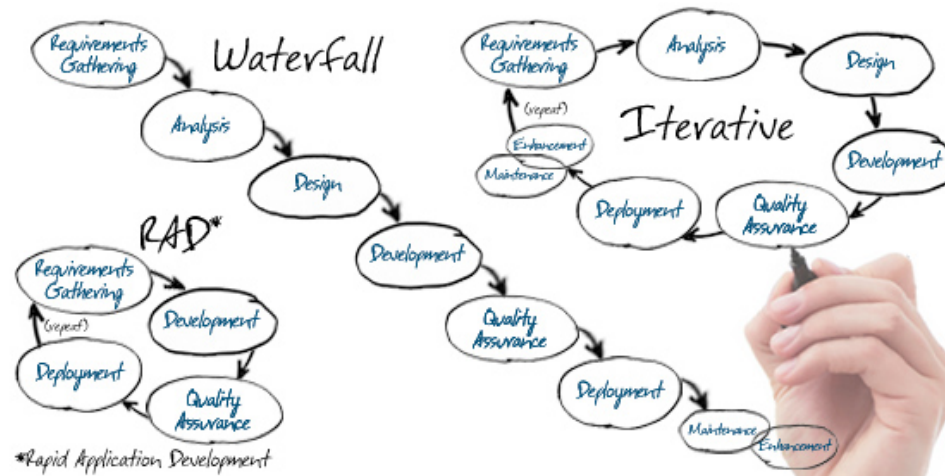 Waterfall
Requirements
Gathering
Analysis
Design
Development
Quality
Assurance
Deployment
Maintenance
Enhancement
Iterative
Requirements
Gathering
Analysis
Design
Development
Quality
Assurance
Deployment
Maintenance
Enhancement
(repeat)
RAD*
Requirements
Gathering
Development
Quality
Assurance
Deployment
(repeat)
*Rapid Application Development